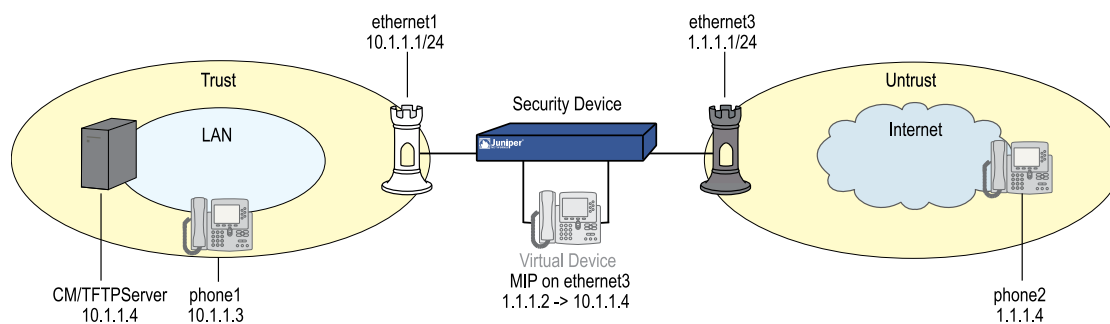 ethernet1
10.1.1.1/24
ethernet3
1.1.1.1/24
Trust
Untrust
Security Device
LAN
Internet
Juniper
Virtual Device
MIP on ethernet3
1.1.1.2 -> 10.1.1.4
CM/TFTPServer
10.1.1.4
phone1
10.1.1.3
phone2
1.1.1.4